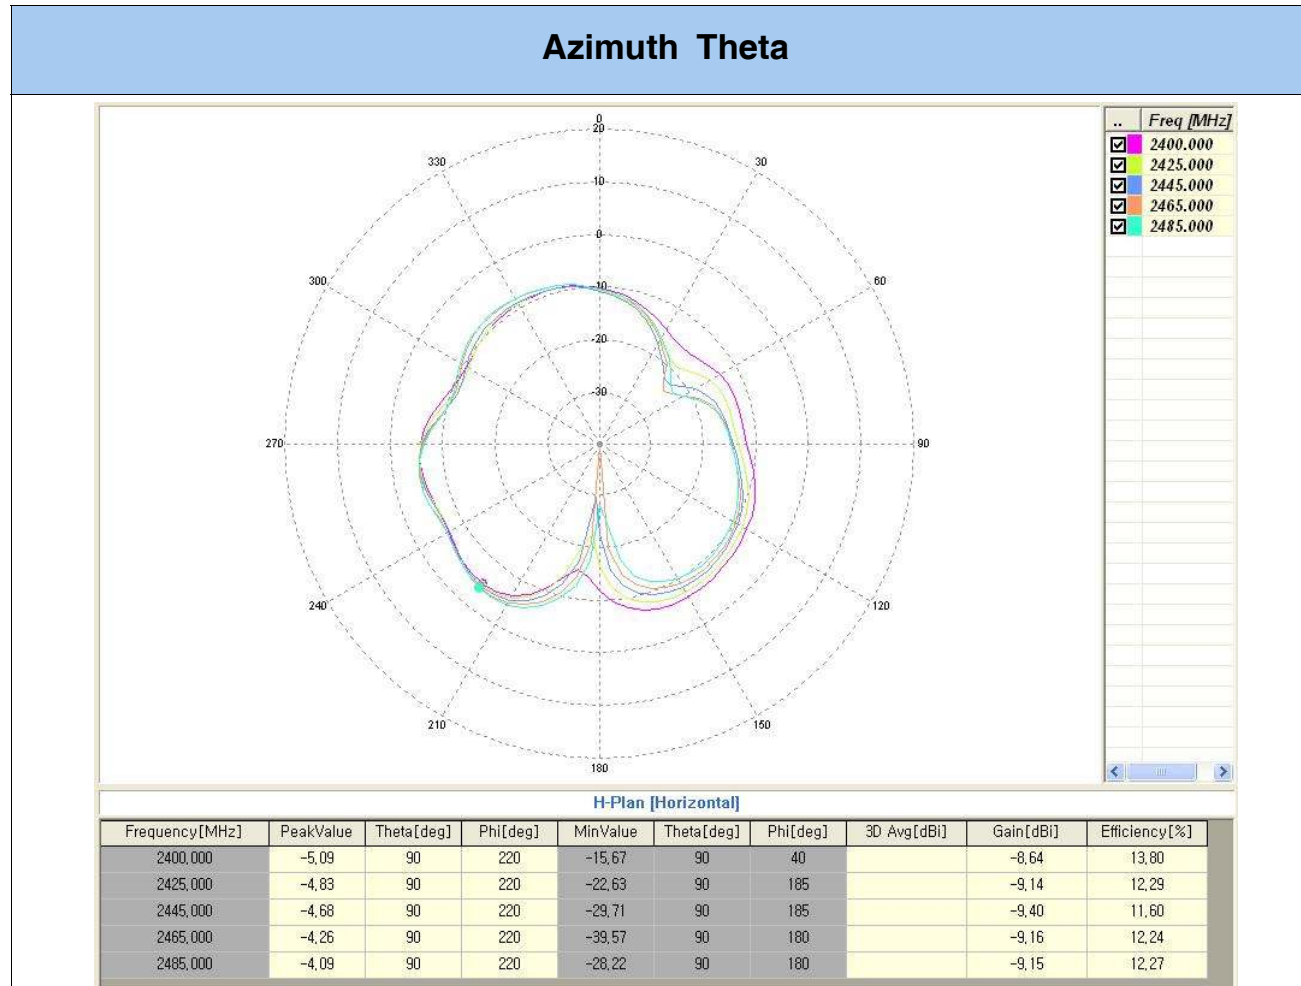 Azimuth Theta
0
20
330
30
10
0
300
60
-10
-20
-30
270
90
240
120
210
150
180
.. Freq [MHz]
2400.000
2425.000
2445.000
2465.000
2485.000
H-Plan [Horizontal]
Frequency[MHz] PeakValue Theta[deg] Phi[deg] MinValue Theta[deg] Phi[deg] 3D Avg[dBi] Gain[dBi] Efficiency[%]
2400,000 -5,09 90 220 -15,67 90 40 -8,64 13,80
2425,000 -4,83 90 220 -22,63 90 185 -9,14 12,29
2445,000 -4,68 90 220 -29,71 90 185 -9,40 11,60
2465,000 -4,26 90 220 -39,57 90 180 -9,16 12,24
2485,000 -4,09 90 220 -28,22 90 180 -9,15 12,27